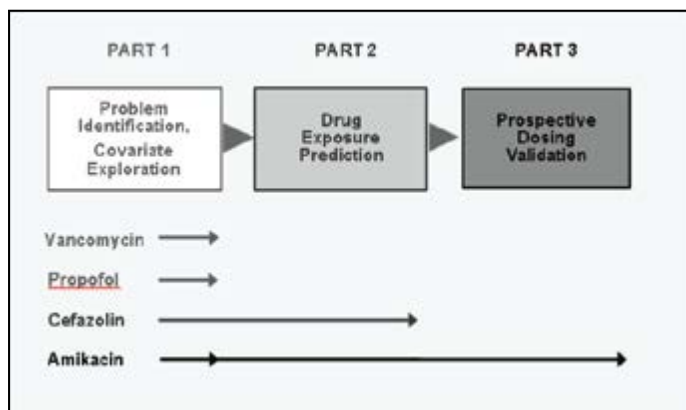 PART 1
PART 2
PART 3
Problem
Identification,
Covariate
Exploration
Drug
Exposure
Prediction
Prospective
Dosing
Validation
Vancomycin
Propofol
Cefazolin
Amikacin